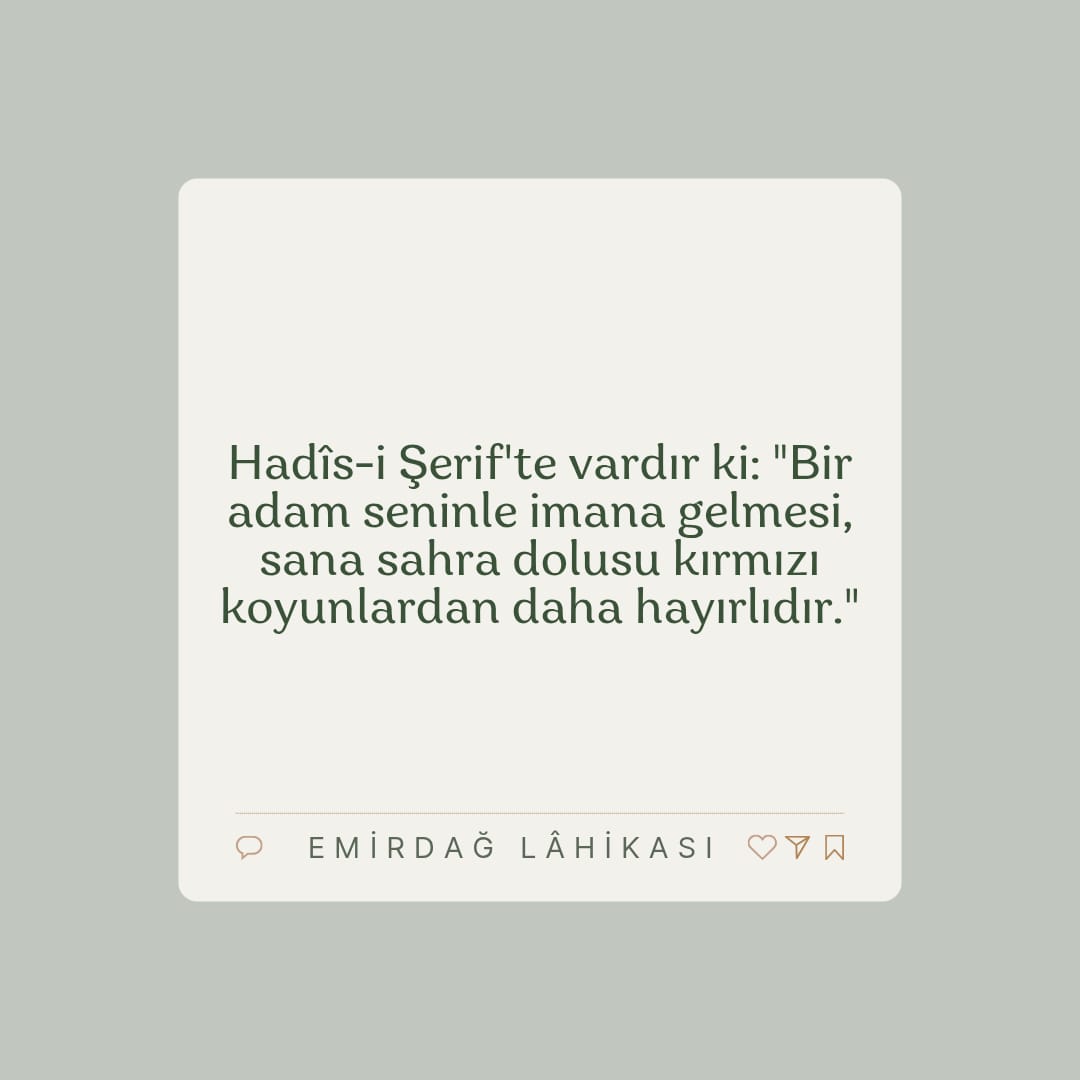 Hadîs-i Şerif'te vardır ki: "Bir
adam seninle imana gelmesi,
sana sahra dolusu kırmızı
koyunlardan daha hayırlıdır."
EMİRDAĞ LÂHİKASI